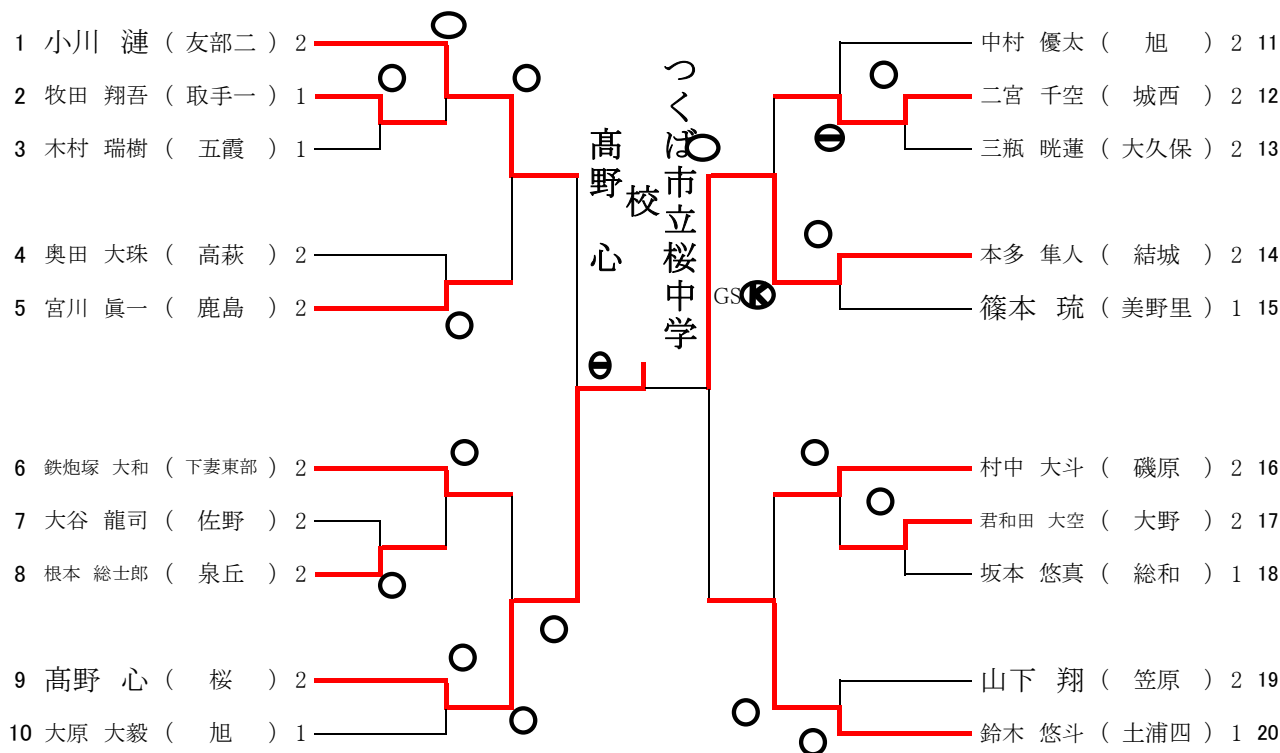 1 小川 漣 ( 友部二 ) 2
2 牧田 翔吾 ( 取手一 ) 1
3 木村 瑞樹 ( 五霞 ) 1
4 奥田 大珠 ( 高萩 ) 2
5 宮川 眞一 ( 鹿島 ) 2
6 鉄炮塚 大和 ( 下妻東部 ) 2
7 大谷 龍司 ( 佐野 ) 2
8 根本 総士郎 ( 泉丘 ) 2
9 髙野 心 ( 桜 ) 2
10 大原 大毅 ( 旭 ) 1
つくば市立桜中学
校
髙野 心
GS K
中村 優太 ( 旭 ) 2 11
二宮 千空 ( 城西 ) 2 12
三瓶 晄蓮 ( 大久保 ) 2 13
本多 隼人 ( 結城 ) 2 14
篠本 琉 ( 美野里 ) 1 15
村中 大斗 ( 磯原 ) 2 16
君和田 大空 ( 大野 ) 2 17
坂本 悠真 ( 総和 ) 1 18
山下 翔 ( 笠原 ) 2 19
鈴木 悠斗 ( 土浦四 ) 1 20